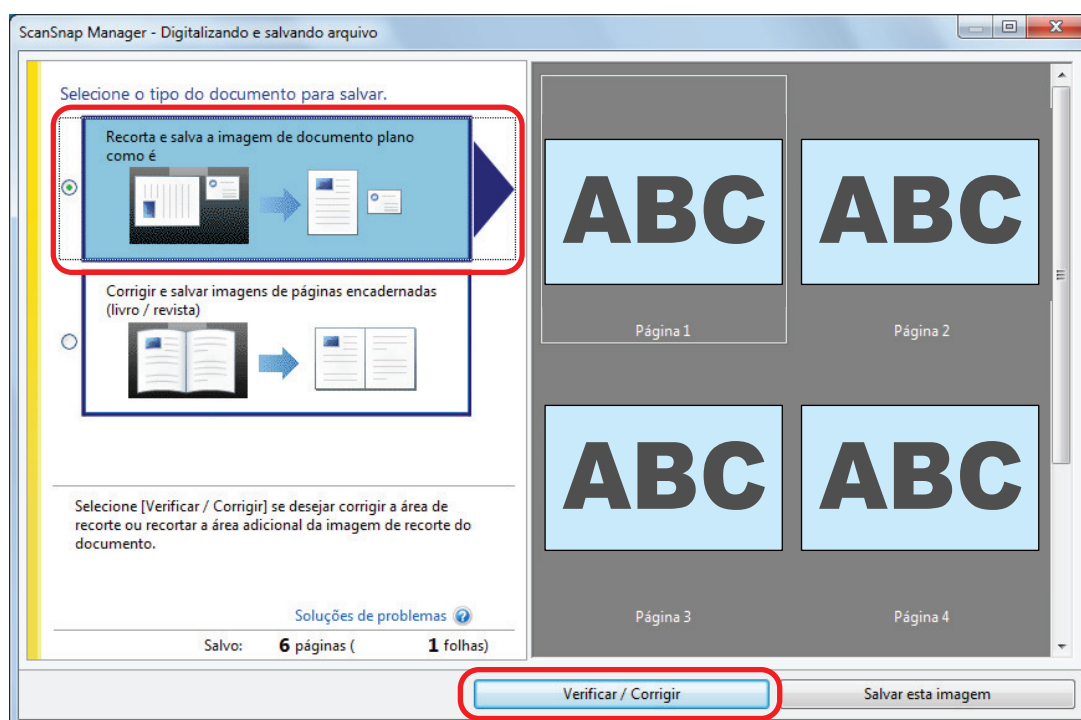 ScanSnap Manager - Digitalizando e salvando arquivo
Selecione o tipo do documento para salvar.
Recorta e salva a imagem de documento plano
como é
Corrigir e salvar imagens de páginas encadernadas
(livro / revista)
Selecione [Verificar / Corrigir] se desejar corrigir a área de
recorte ou recortar a área adicional da imagem de recorte do
documento.
Soluções de problemas
Salvo: 6 páginas ( 1 folhas)
ABC
ABC
Página 1
Página 2
ABC
ABC
Página 3
Página 4
Verificar / Corrigir
Salvar esta imagem